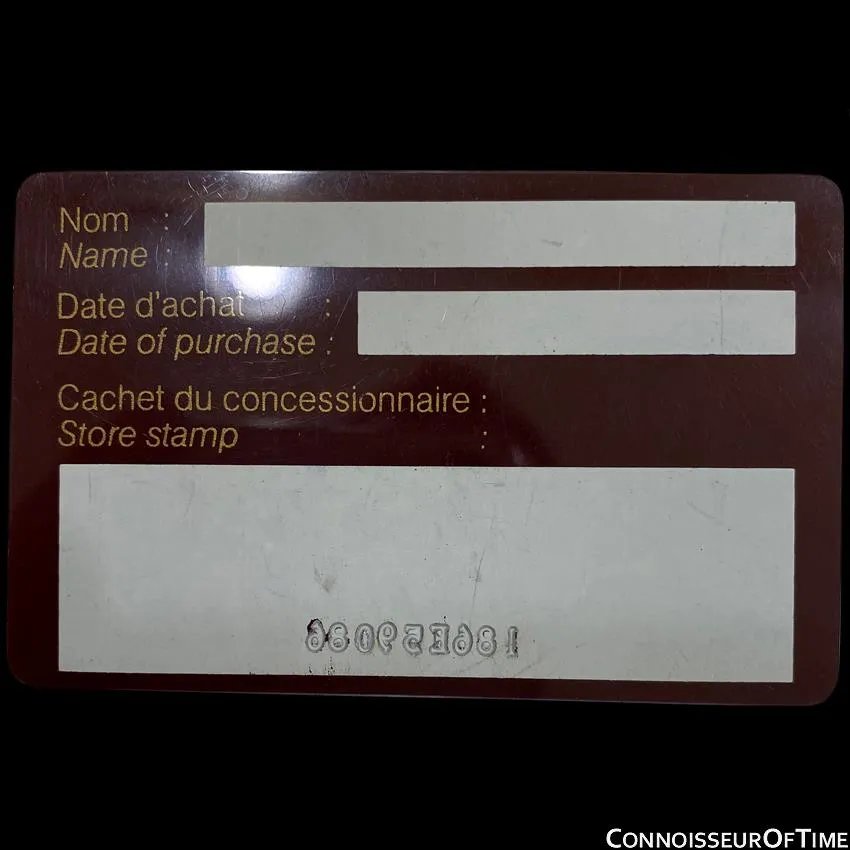 Nom :
Name :
Date d'achat :
Date of purchase :
Cachet du concessionnaire :
Store stamp :
CONNOISSEUROFTIME